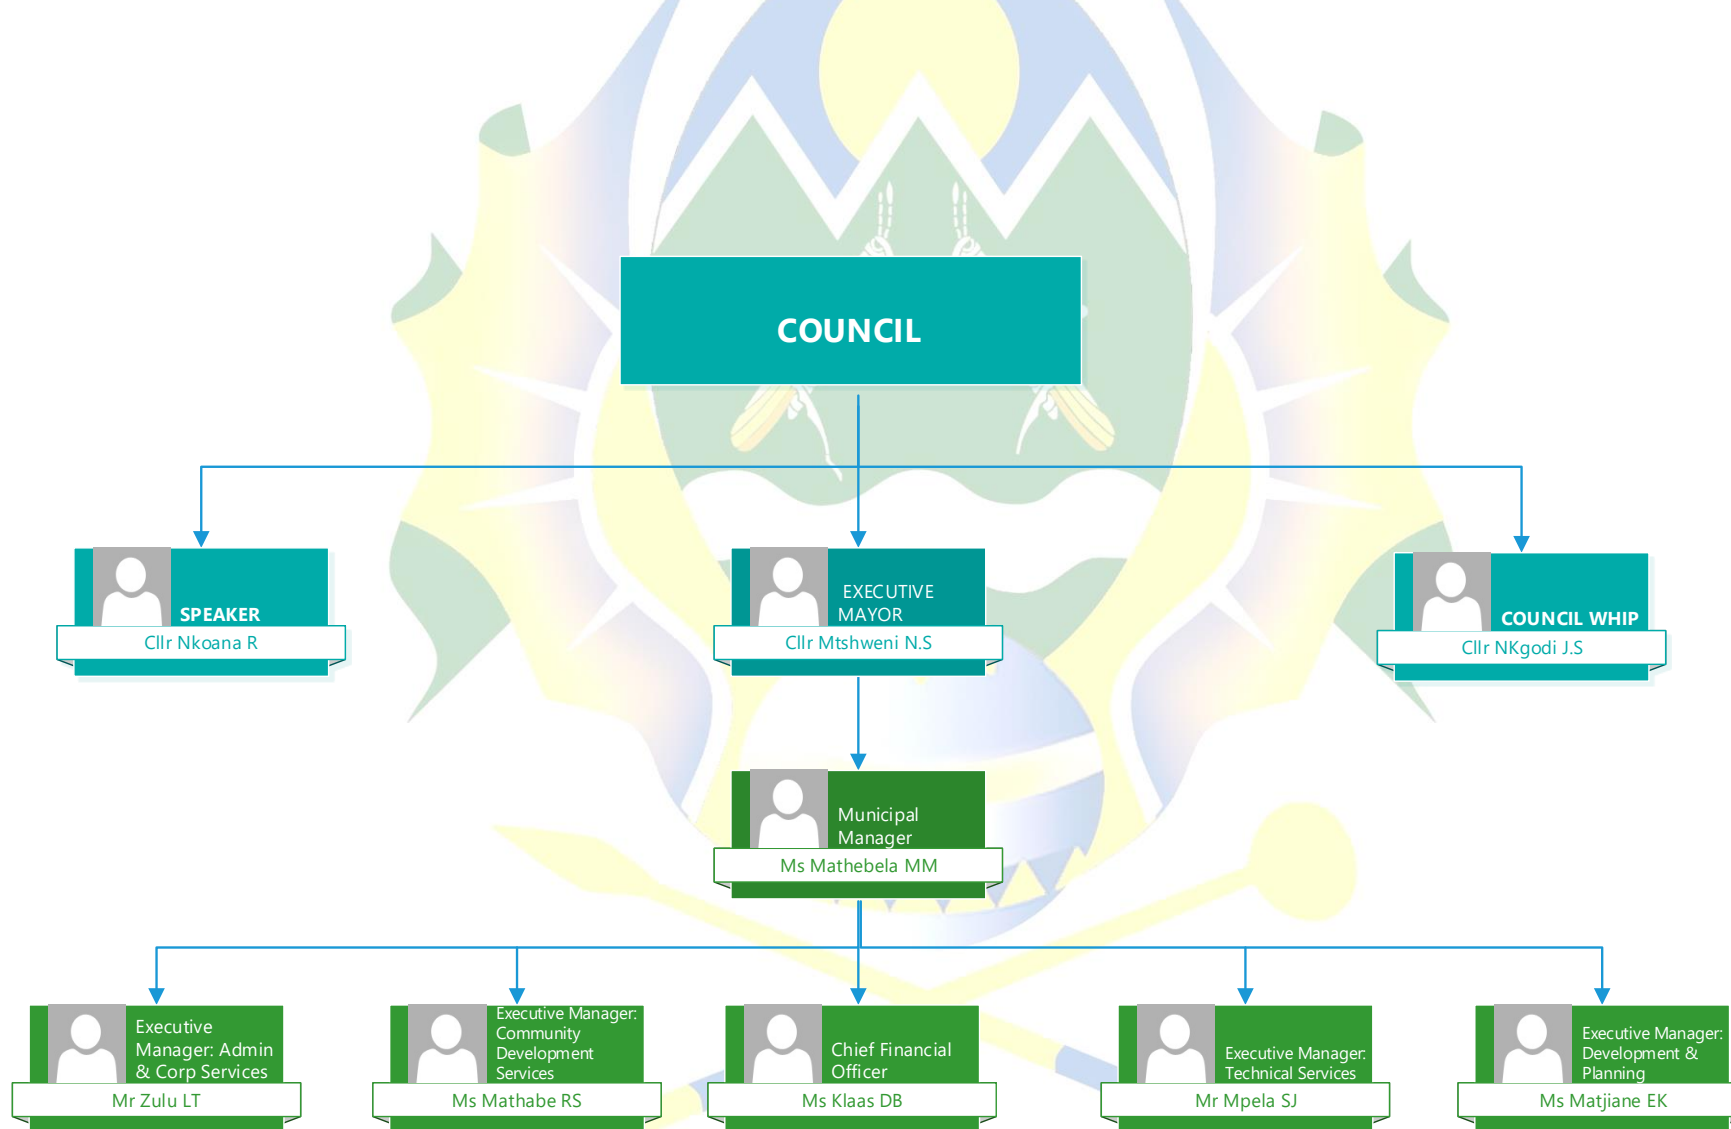 COUNCIL
SPEAKER
Cllr Nkoana R
EXECUTIVE
MAYOR
Cllr Mtshweni N.S
COUNCIL WHIP
Cllr NKgodi J.S
Municipal
Manager
Ms Mathebela MM
Executive
Manager: Admin
& Corp Services
Mr Zulu LT
Executive Manager:
Community
Development
Services
Ms Mathabe RS
Chief Financial
Officer
Ms Klaas DB
Executive Manager:
Technical Services
Mr Mpela SJ
Executive Manager:
Development &
Planning
Ms Matjiane EK